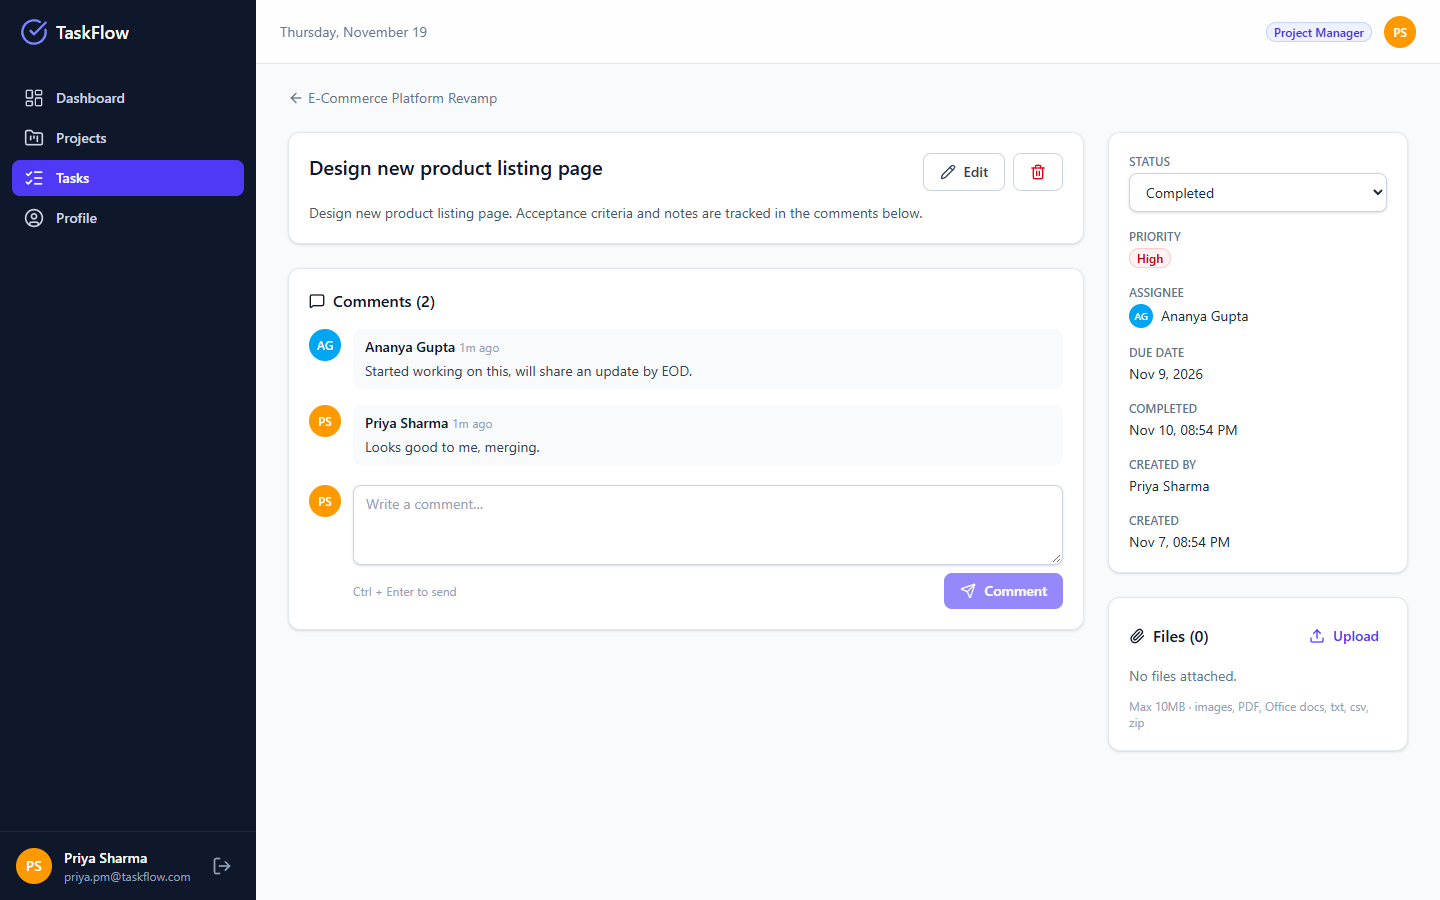 TaskFlow
Dashboard
Projects
Tasks
Profile
Priya Sharma
priya.pm@taskflow.com
PS
Thursday, November 19
Project Manager
PS
E-Commerce Platform Revamp
Design new product listing page
Edit
Design new product listing page. Acceptance criteria and notes are tracked in the comments below.
Comments (2)
AG
Ananya Gupta 1m ago
Started working on this, will share an update by EOD.
PS
Priya Sharma 1m ago
Looks good to me, merging.
PS
Write a comment...
Ctrl + Enter to send
Comment
STATUS
Completed
PRIORITY
High
ASSIGNEE
AG Ananya Gupta
DUE DATE
Nov 9, 2026
COMPLETED
Nov 10, 08:54 PM
CREATED BY
Priya Sharma
CREATED
Nov 7, 08:54 PM
Files (0)
Upload
No files attached.
Max 10MB · images, PDF, Office docs, txt, csv,
zip